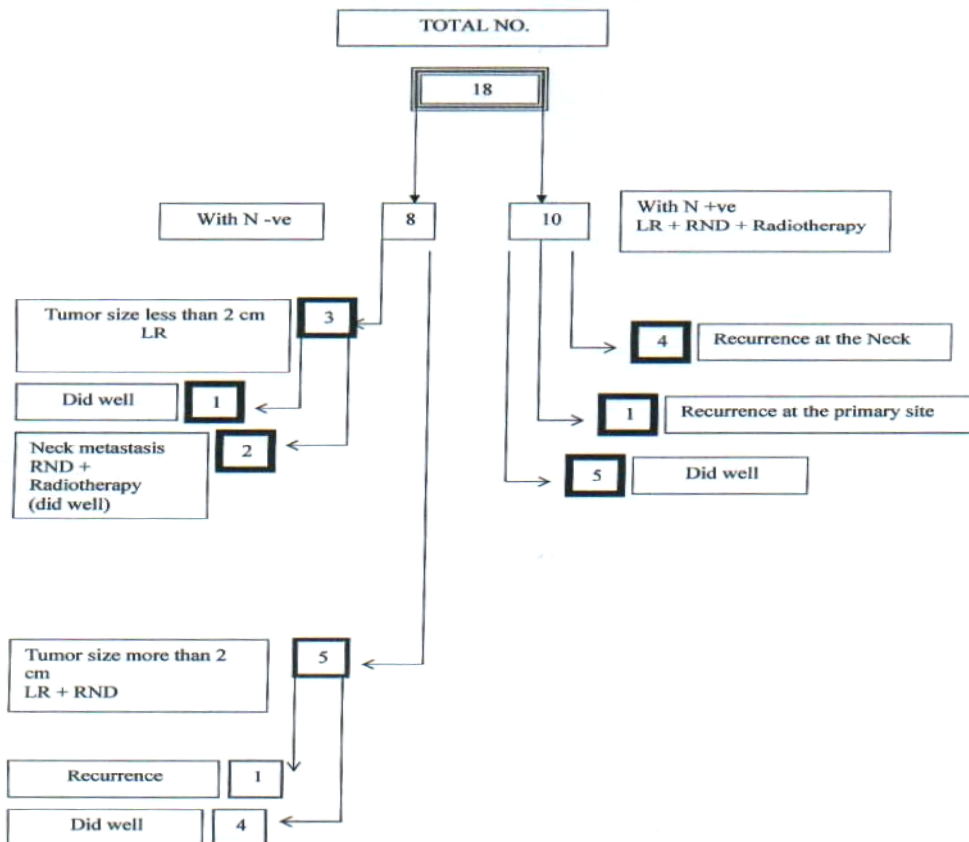 TOTAL NO.
18
With N -ve
8
10
With N +ve
LR + RND + Radiotherapy
Tumor size less than 2 cm
LR
3
4
Recurrence at the Neck
Did well
1
1
Recurrence at the primary site
Neck metastasis
RND +
Radiotherapy
(did well)
2
5
Did well
Tumor size more than 2
cm
LR + RND
5
Recurrence
1
Did well
4